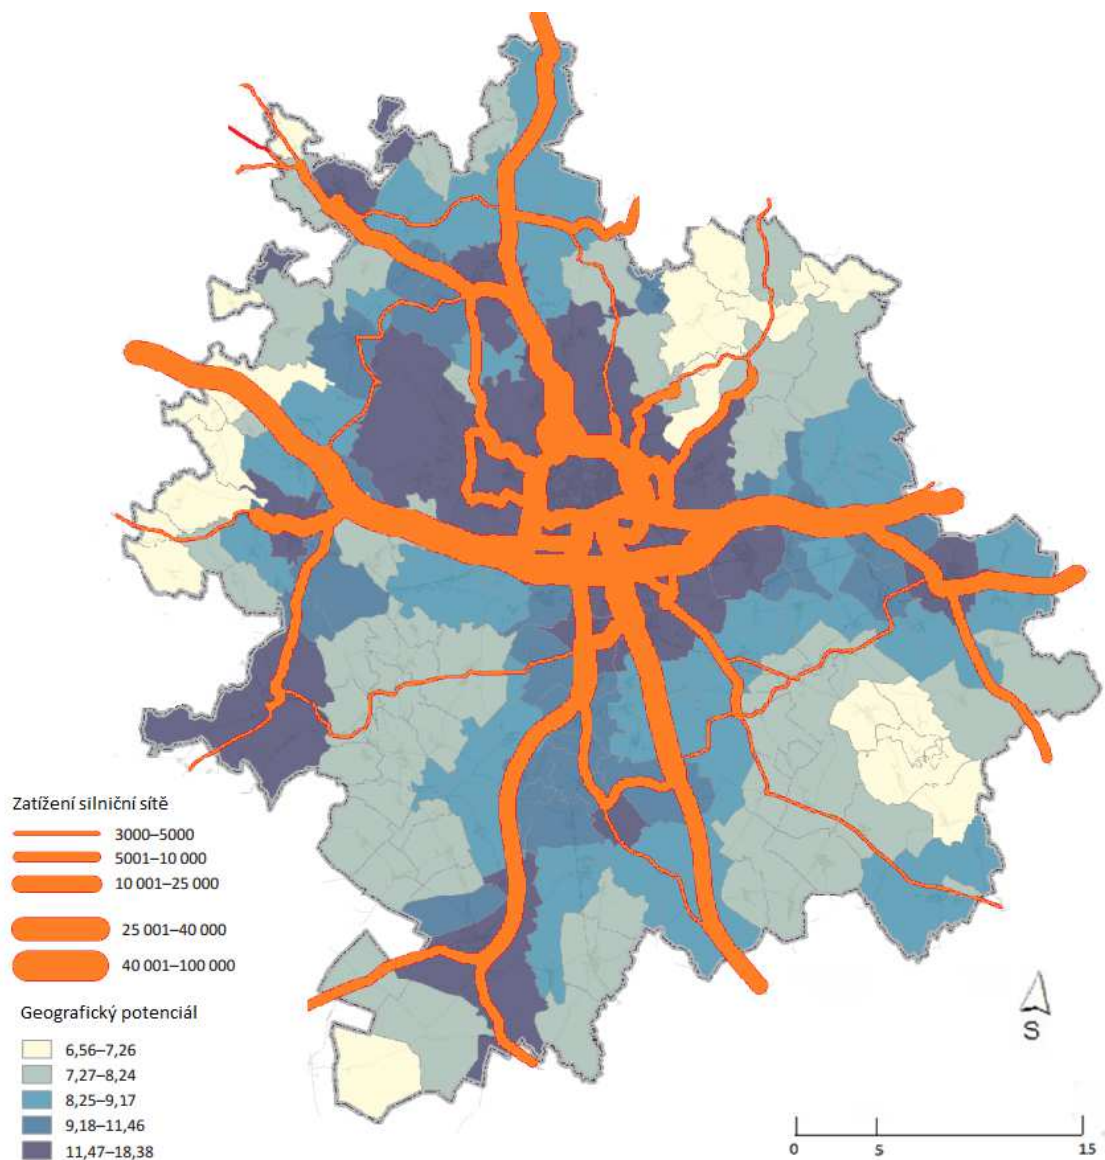 Zatížení silniční sítě
3000–5000
5001–10 000
10 001–25 000
25 001–40 000
40 001–100 000
Geografický potenciál
6,56–7,26
7,27–8,24
8,25–9,17
9,18–11,46
11,47–18,38
S
0 5 15